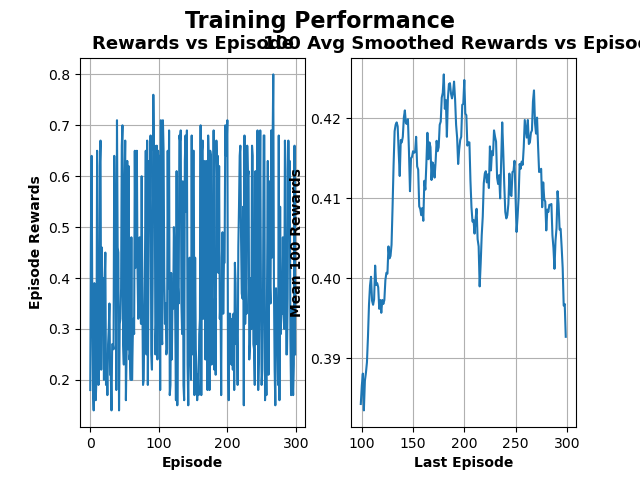 Training Performance
Rewards vs Episode
100 Avg Smoothed Rewards vs Episo
0.8
0.7
0.6
0.5
0.4
0.3
0.2
Episode Rewards
0 100 200 300
Episode
0.42
0.41
0.40
0.39
Mean 100 Rewards
100 150 200 250 300
Last Episode